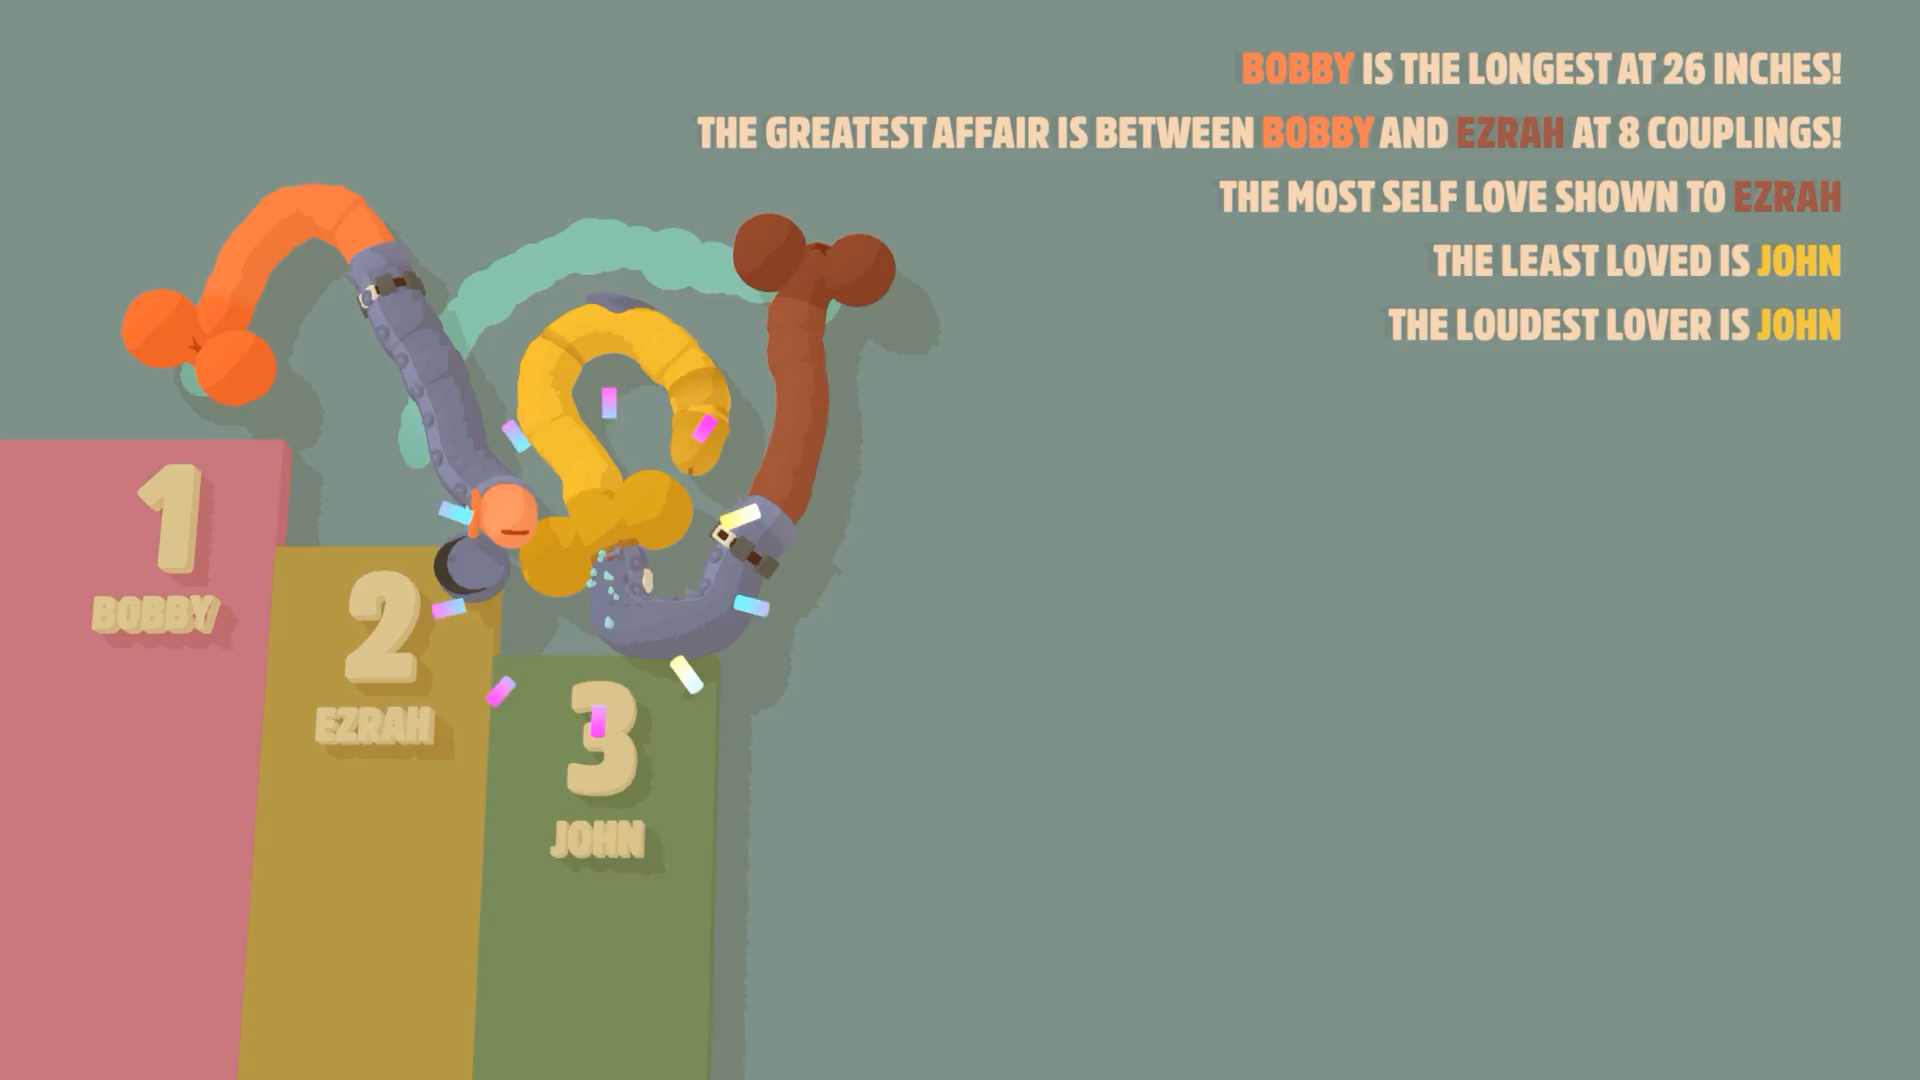 BOBBY IS THE LONGEST AT 26 INCHES!
THE GREATEST AFFAIR IS BETWEEN BOBBY AND EZRAH AT 8 COUPLINGS!
THE MOST SELF LOVE SHOWN TO EZRAH
THE LEAST LOVED IS JOHN
THE LOUDEST LOVER IS JOHN
1
BOBBY
2
EZRAH
3
JOHN